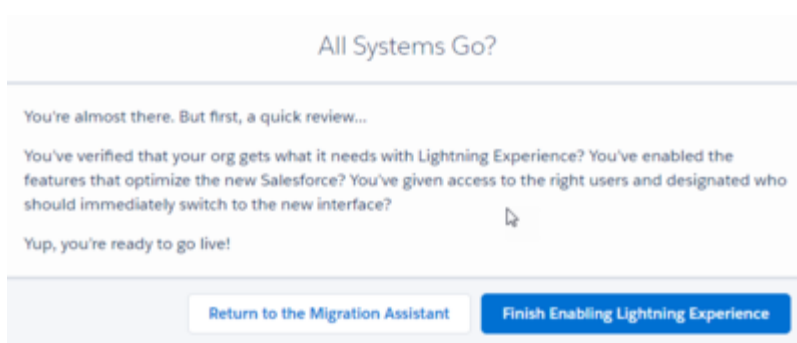 All Systems Go?
You're almost there. But first, a quick review...
You've verified that your org gets what it needs with Lightning Experience? You've enabled the
features that optimize the new Salesforce? You've given access to the right users and designated who
should immediately switch to the new interface?
Yup, you're ready to go live!
Return to the Migration Assistant
Finish Enabling Lightning Experience